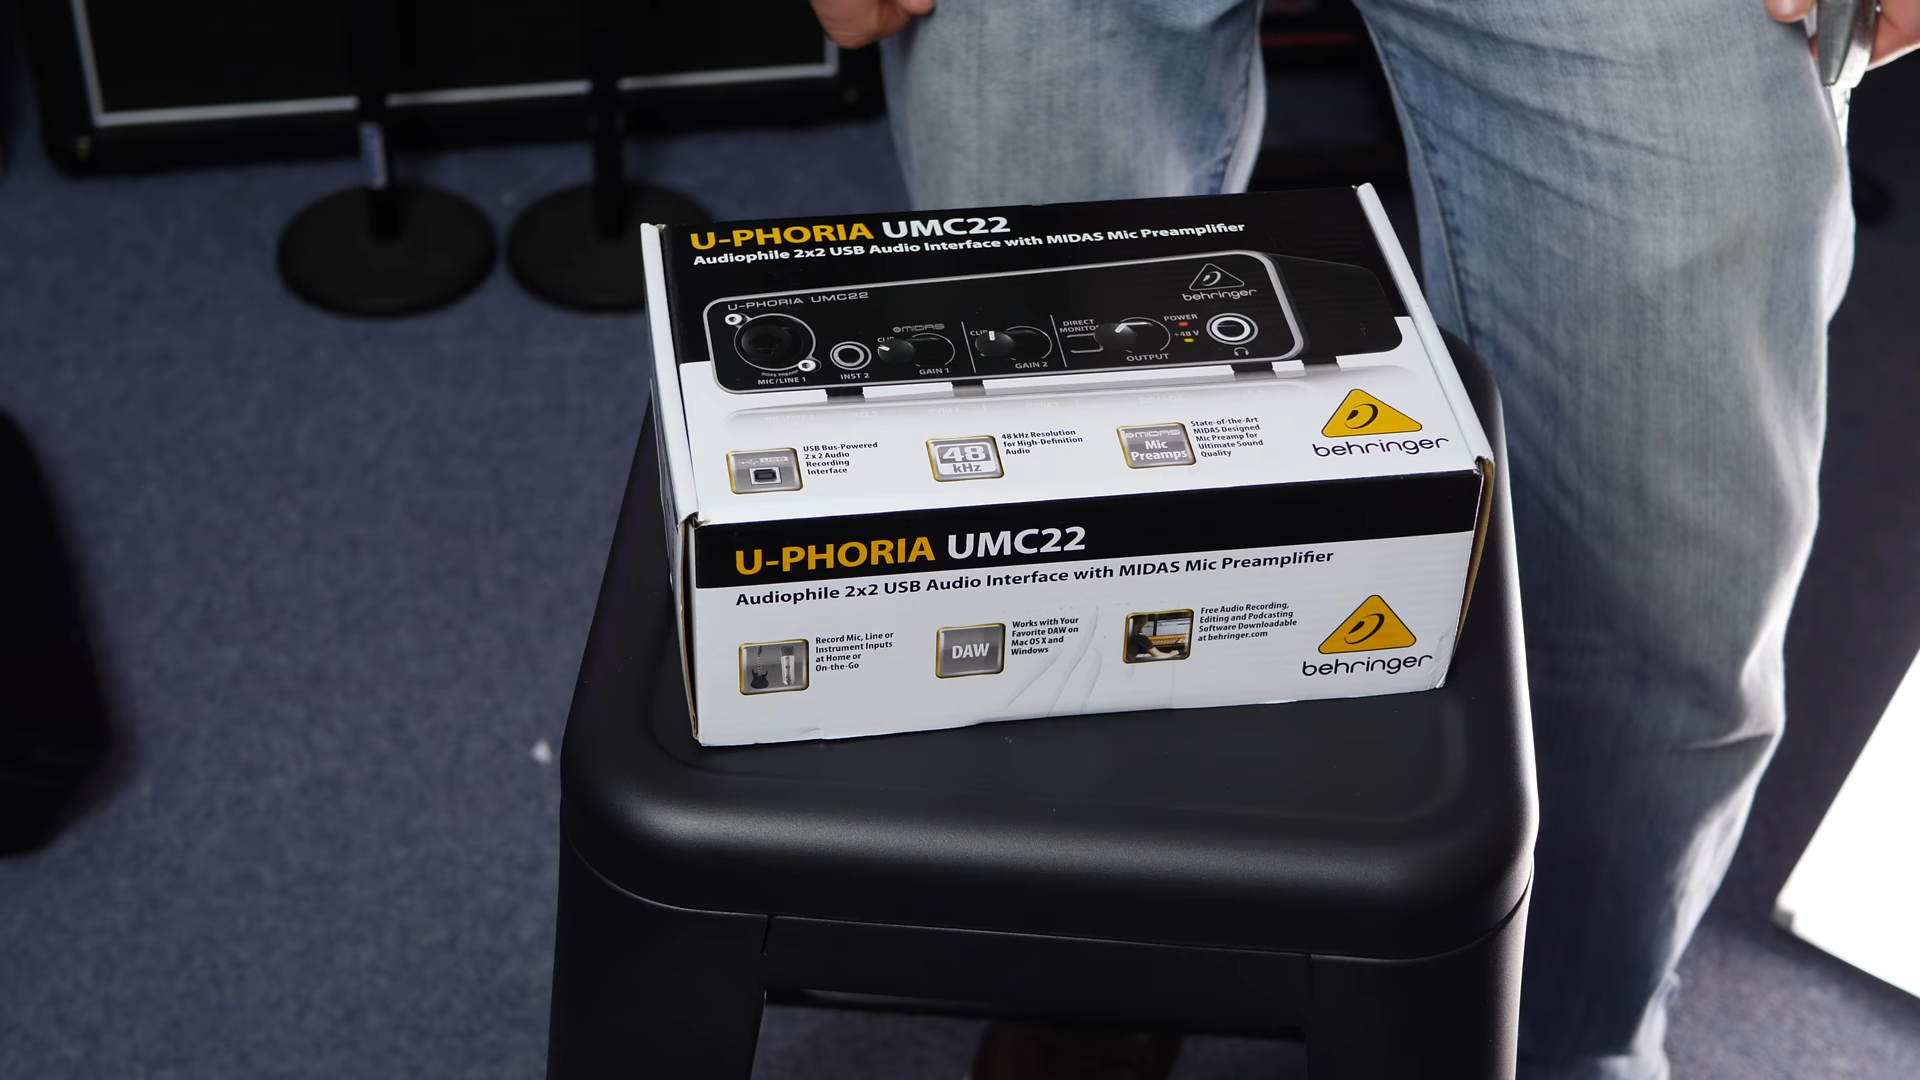 U-PHORIA UMC22
Audiophile 2x2 USB Audio Interface with MIDAS Mic Preamplifier
U-PHORIA UMC22
behringer
MIDAS
MIC/LINE 1
INST 2
CLIP
GAIN 1
GAIN 2
DIRECT
OUTPUT
POWER
+48 V
USB
USB Bus-Powered
2 x 2 Audio
Recording
Interface
48
kHz
48 kHz Resolution
for High-Definition
Audio
MIDAS
Mic
Preamps
State-of-the-Art
MIDAS Designed
Mic Preamp for
Ultimate Sound
Quality
behringer
U-PHORIA UMC22
Audiophile 2x2 USB Audio Interface with MIDAS Mic Preamplifier
Record Mic, Line or
Instrument Inputs
at Home or
On-the-Go
DAW
Works with Your
Favorite DAW on
Mac OS X and
Windows
Free Audio Recording,
Editing and Podcasting
Software Downloadable
at behringer.com
behringer